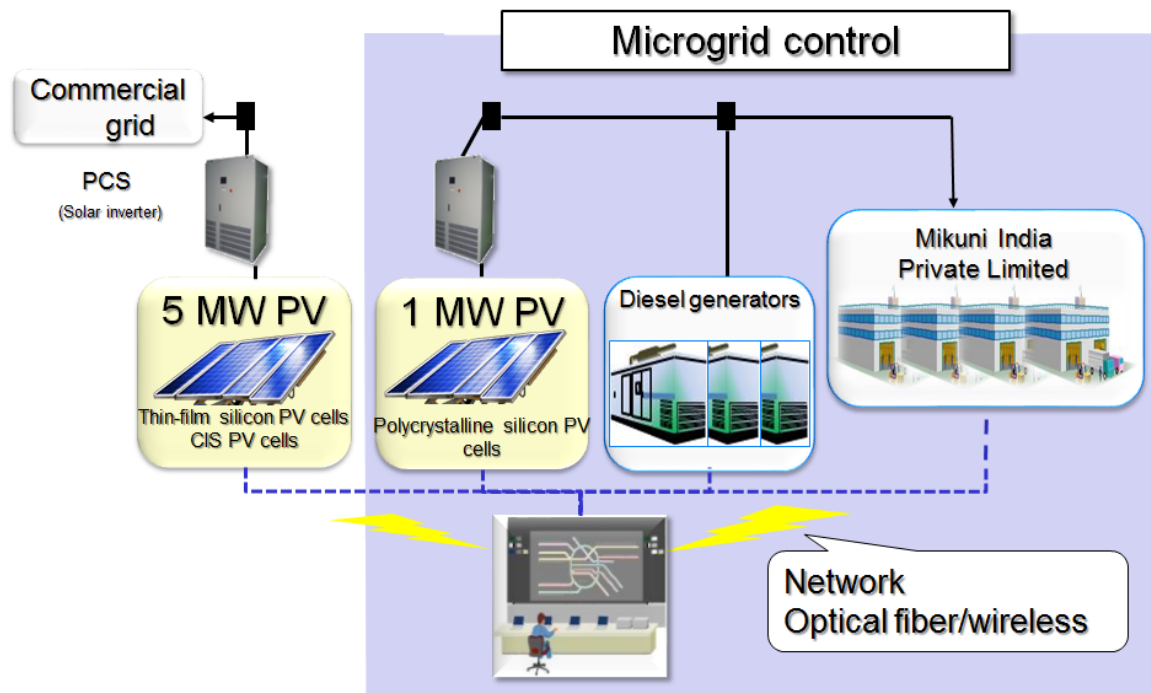 Microgrid control
Commercial
grid
PCS
(Solar inverter)
Mikuni India
Private Limited
5 MW PV
Thin-film silicon PV cells
CIS PV cells
1 MW PV
Polycrystalline silicon PV
cells
Diesel generators
Network
Optical fiber/wireless